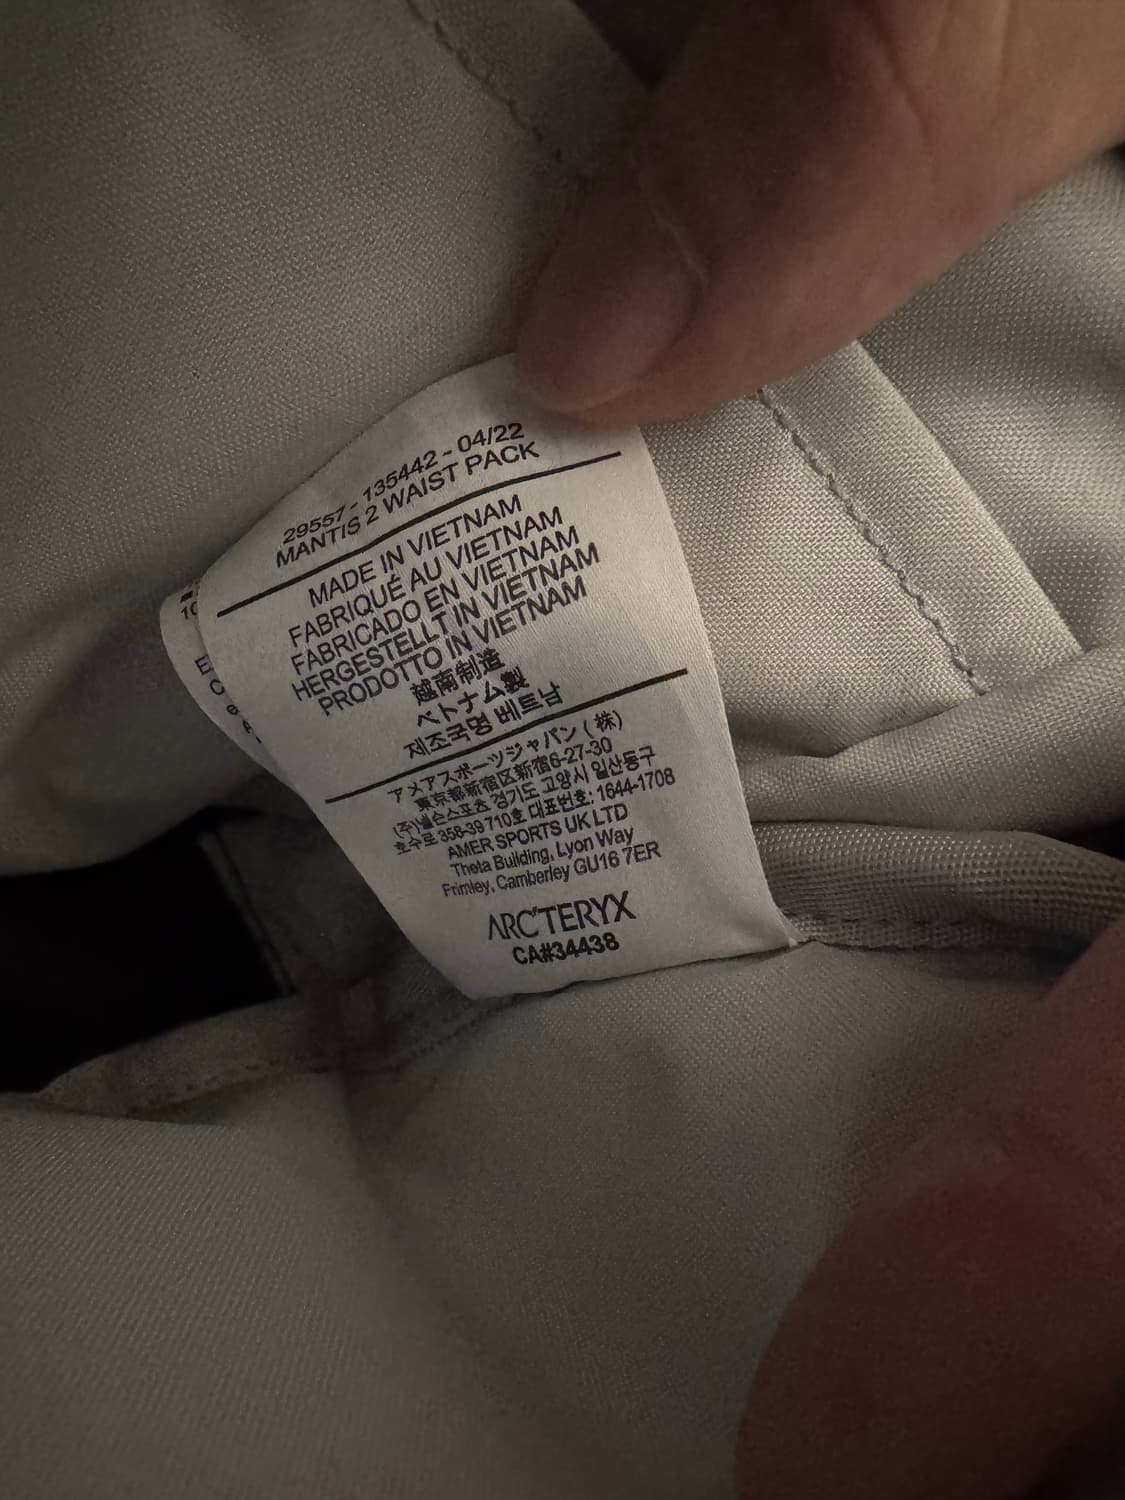 29557 - 135442 - 04/22
MANTIS 2 WAIST PACK
MADE IN VIETNAM
FABRIQUÉ AU VIETNAM
FABRICADO EN VIETNAM
HERGESTELLT IN VIETNAM
PRODOTTO IN VIETNAM
越南制造
ベトナム製
제조국명 베트남
アメアスポーツジャパン (株)
東京都新宿区新宿6-27-30
(주)넬슨스포츠 경기도 고양시 일산동구
호수로 358-39 710호 대표번호: 1644-1708
AMER SPORTS UK LTD
Theta Building, Lyon Way
Frimley, Camberley GU16 7ER
ARC'TERYX
CA#34438